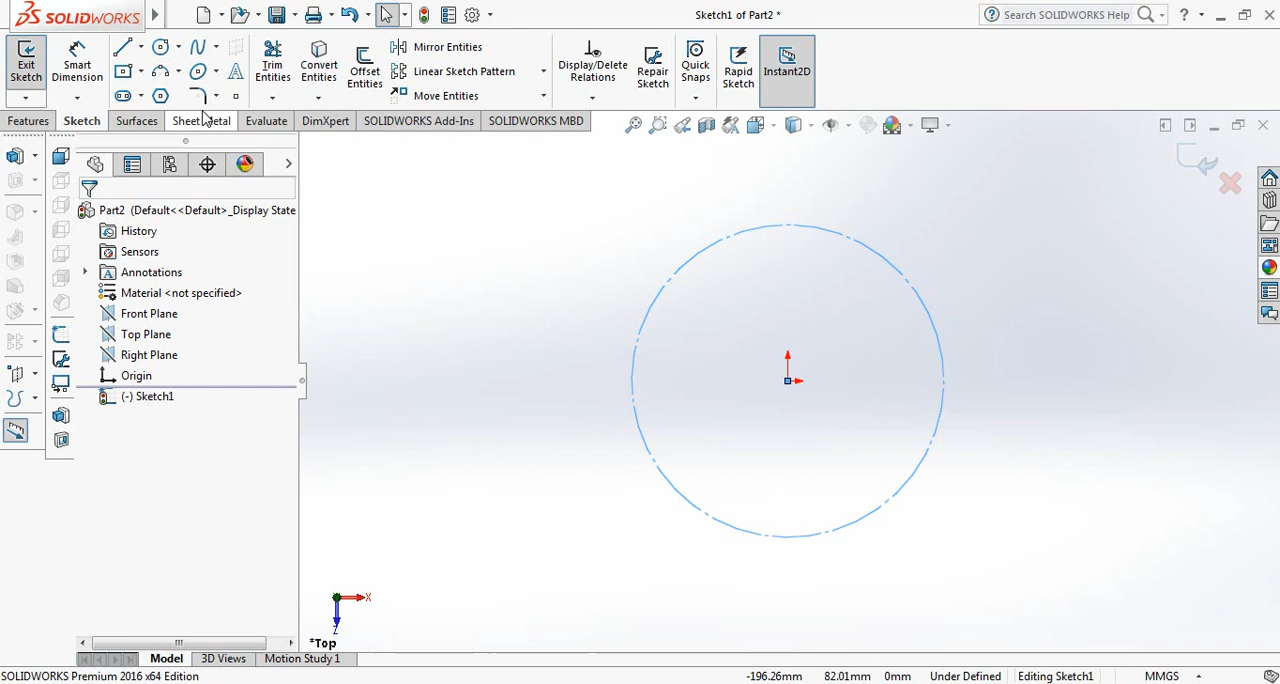 SOLIDWORKS
Sketch1 of Part2 *
Search SOLIDWORKS Help
?
Exit Sketch
Smart Dimension
Trim Entities
Convert Entities
Offset Entities
Mirror Entities
Linear Sketch Pattern
Move Entities
Display/Delete Relations
Repair Sketch
Quick Snaps
Rapid Sketch
Instant2D
Features
Sketch
Surfaces
Sheet Metal
Evaluate
DimXpert
SOLIDWORKS Add-Ins
SOLIDWORKS MBD
Part2 (Default<<Default>_Display State
History
Sensors
Annotations
Material <not specified>
Front Plane
Top Plane
Right Plane
Origin
(-) Sketch1
X
Z
*Top
Model
3D Views
Motion Study 1
SOLIDWORKS Premium 2016 x64 Edition
-196.26mm
82.01mm
0mm
Under Defined
Editing Sketch1
MMGS